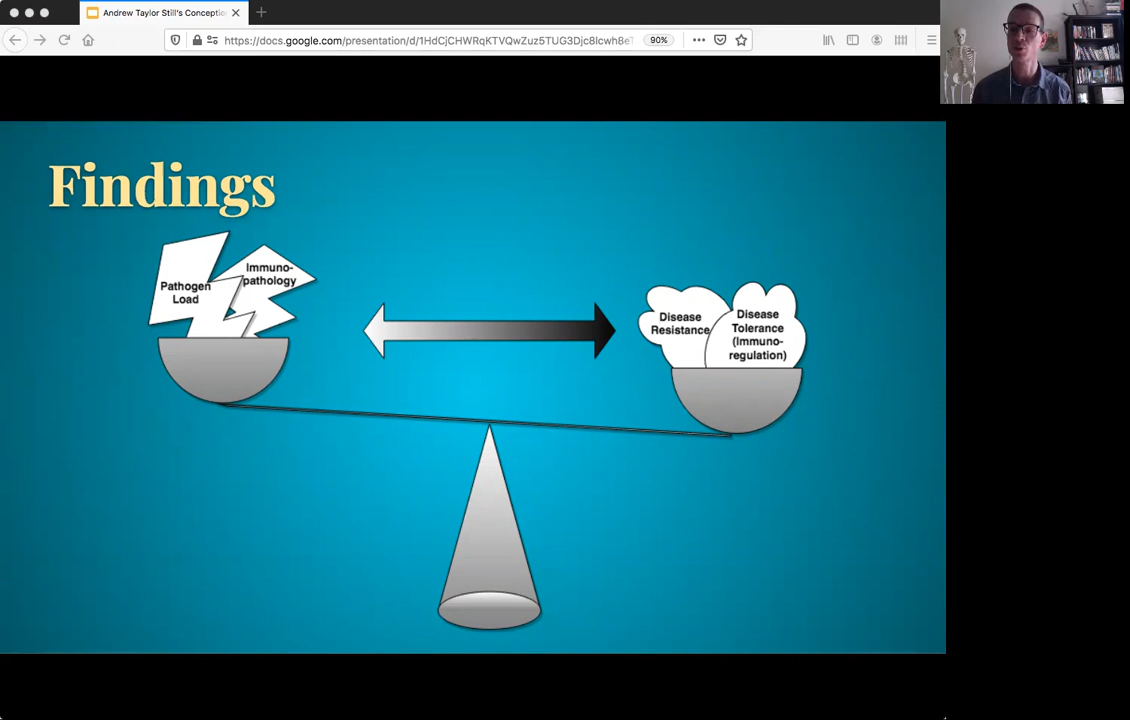 Andrew Taylor Still's Conceptio
https://docs.google.com/presentation/d/1HdCjCHWRqKTVQwZuz5TUG3Djc8lcwh8eT
90%
Findings
Pathogen
Load
Immuno-
pathology
Disease
Resistance
Disease
Tolerance
(Immuno-
regulation)